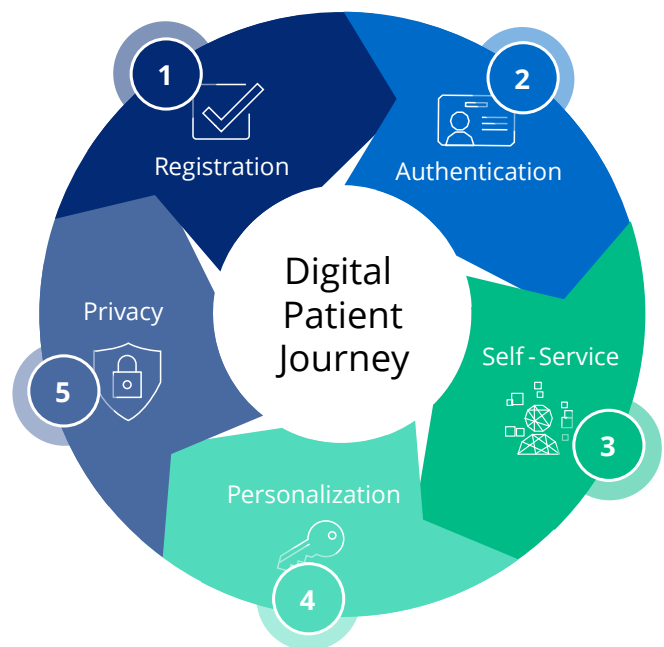 1
Registration
2
Authentication
Self-Service
3
Personalization
4
Privacy
5
Digital
Patient
Journey